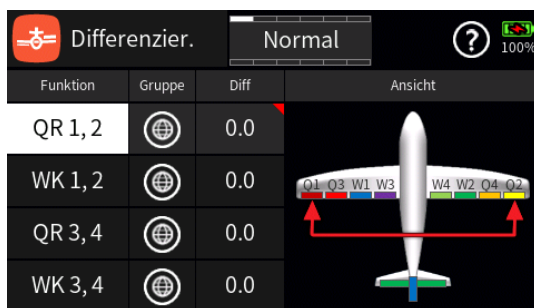 Differenzier. Normal ? 100%
Funktion Gruppe Diff Ansicht
QR 1, 2 0.0
WK 1, 2 0.0
Q1 Q3 W1 W3 W4 W2 Q4 Q2
QR 3, 4 0.0
WK 3, 4 0.0